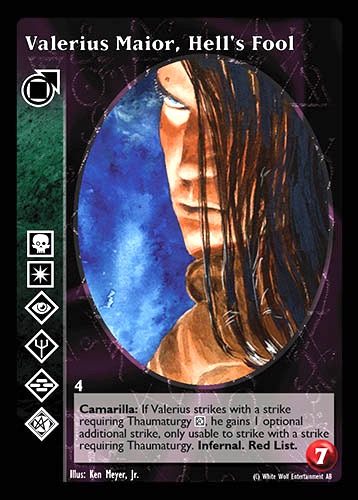 Valerius Maior, Hell's Fool
4
Camarilla: If Valerius strikes with a strike
requiring Thaumaturgy, he gains 1 optional
additional strike, only usable to strike with a strike
requiring Thaumaturgy. Infernal. Red List.
7
Illus: Ken Meyer, Jr.
(C) White Wolf Entertainment AB